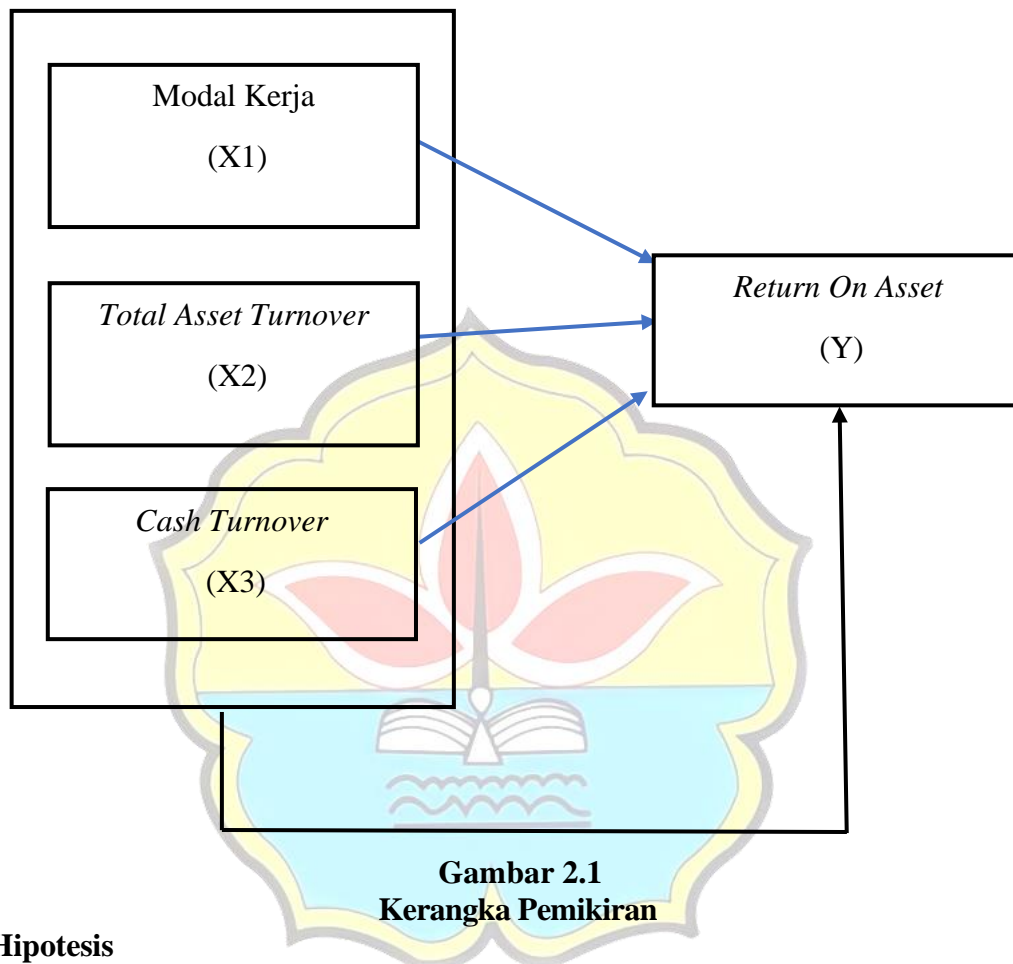 Modal Kerja
(X1)
Total Asset Turnover
(X2)
Cash Turnover
(X3)
Return On Asset
(Y)
Gambar 2.1
Kerangka Pemikiran
Hipotesis